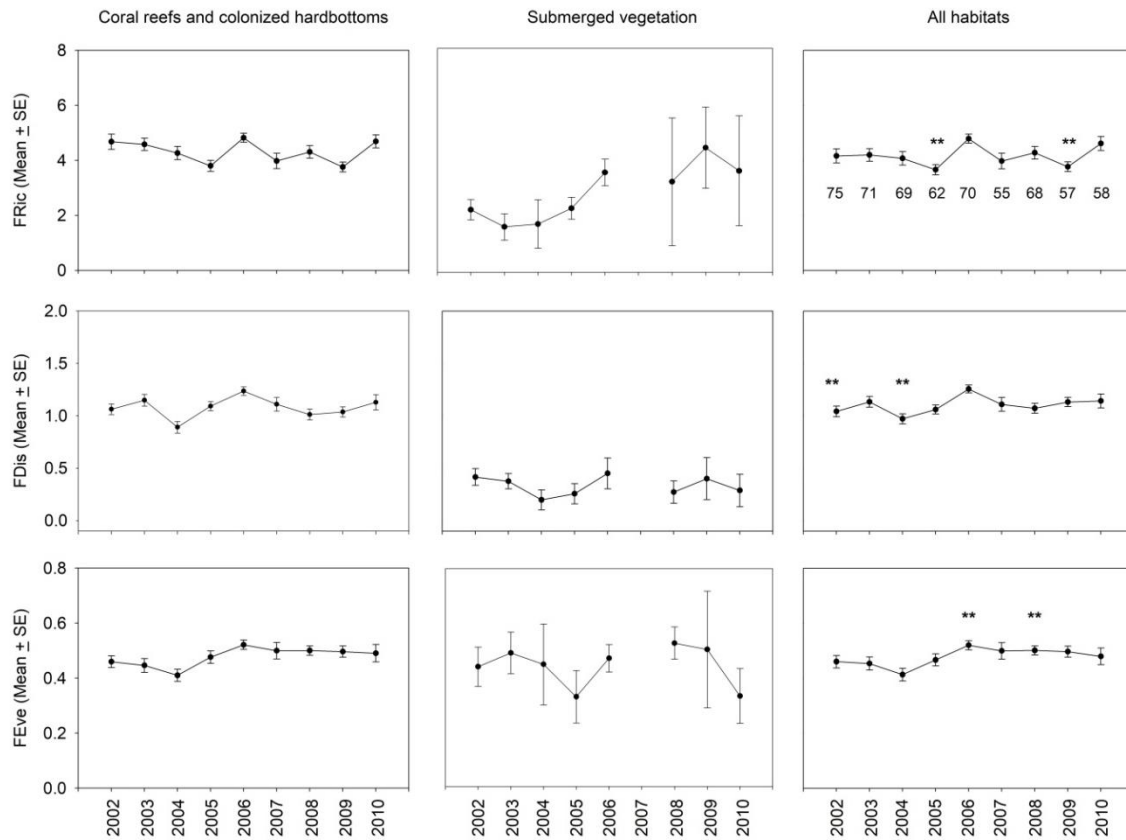 Coral reefs and colonized hardbottoms
Submerged vegetation
All habitats
FRic (Mean ± SE)
8
6
4
2
0
** **
75 71 69 62 70 55 68 57 58
FDis (Mean ± SE)
2.0
1.5
1.0
0.5
0.0
** **
FEve (Mean ± SE)
0.8
0.6
0.4
0.2
0.0
** **
2002 2003 2004 2005 2006 2007 2008 2009 2010
2002 2003 2004 2005 2006 2007 2008 2009 2010
2002 2003 2004 2005 2006 2007 2008 2009 2010